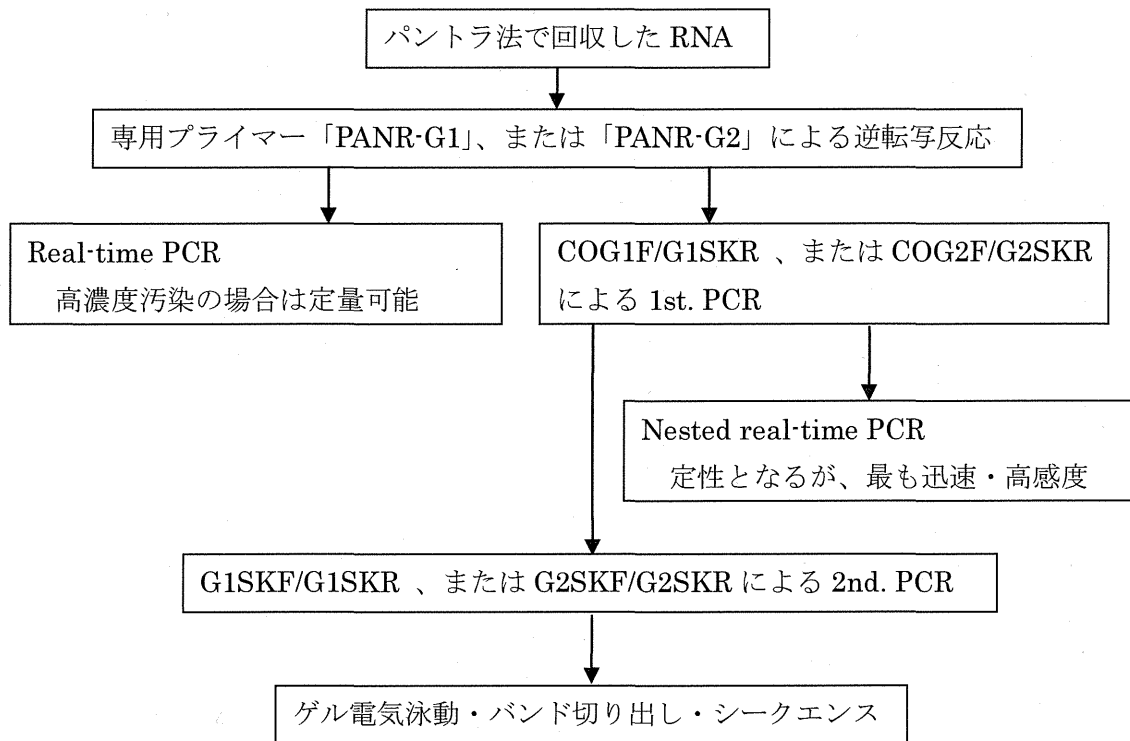 パントラ法で回収した RNA
専用プライマー「PANR-G1」、または「PANR-G2」による逆転写反応
Real-time PCR
高濃度汚染の場合は定量可能
COG1F/G1SKR 、または COG2F/G2SKR
による 1st. PCR
Nested real-time PCR
定性となるが、最も迅速・高感度
G1SKF/G1SKR 、または G2SKF/G2SKR による 2nd. PCR
ゲル電気泳動・バンド切り出し・シークエンス